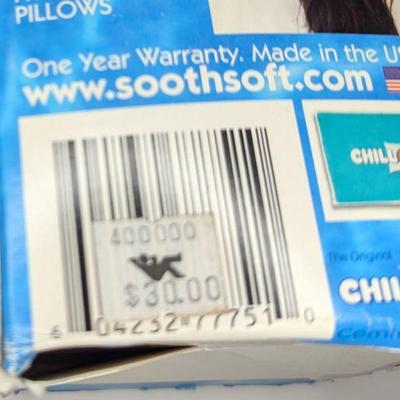 PILLOWS
One Year Warranty. Made in the US
www.soothsoft.com
CHIL
400000
$30.00
The Original
CHIL
6 04232 77751 0